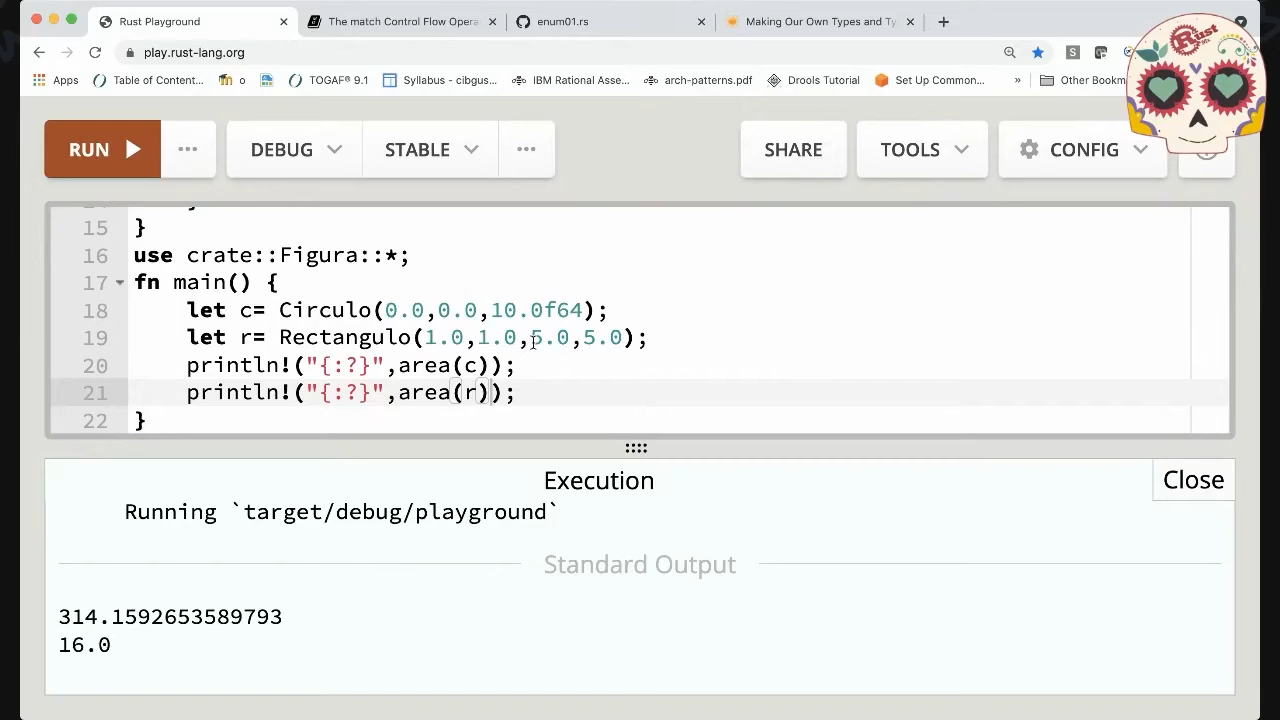 Rust Playground
The match Control Flow Opera
enum01.rs
Making Our Own Types and Ty
play.rust-lang.org
S
Apps
Table of Content...
o
TOGAF® 9.1
Syllabus - cibgus...
IBM Rational Asse...
arch-patterns.pdf
Drools Tutorial
Set Up Common...
»
Other Bookm
Rust
RUN
DEBUG
STABLE
SHARE
TOOLS
CONFIG
15 }
16 use crate::Figura::*;
17 fn main() {
18 let c= Circulo(0.0,0.0,10.0f64);
19 let r= Rectangulo(1.0,1.0,5.0,5.0);
20 println!("{:?}",area(c));
21 println!("{:?}",area(r));
22 }
Execution
Close
Running `target/debug/playground`
Standard Output
314.1592653589793
16.0